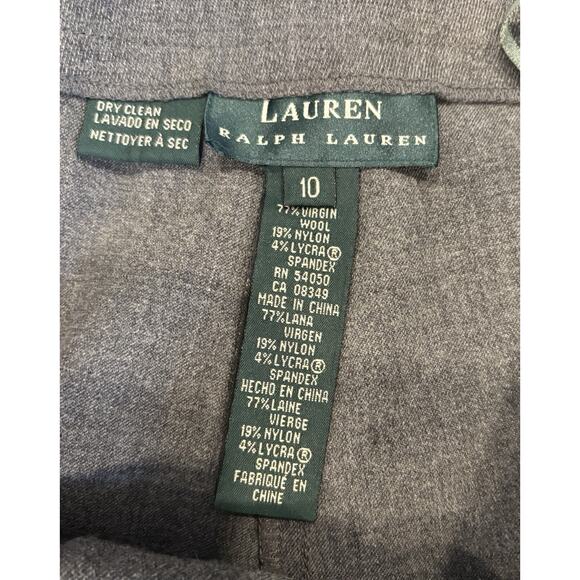 DRY CLEAN
LAVADO EN SECO
NETTOYER À SEC
LAUREN
RALPH LAUREN
10
77% VIRGIN
WOOL
19% NYLON
4% LYCRA®
SPANDEX
RN 54050
CA 08349
MADE IN CHINA
77% LANA
VIRGEN
19% NYLON
4% LYCRA®
SPANDEX
HECHO EN CHINA
77% LAINE
VIERGE
19% NYLON
4% LYCRA®
SPANDEX
FABRIQUÉ EN
CHINE